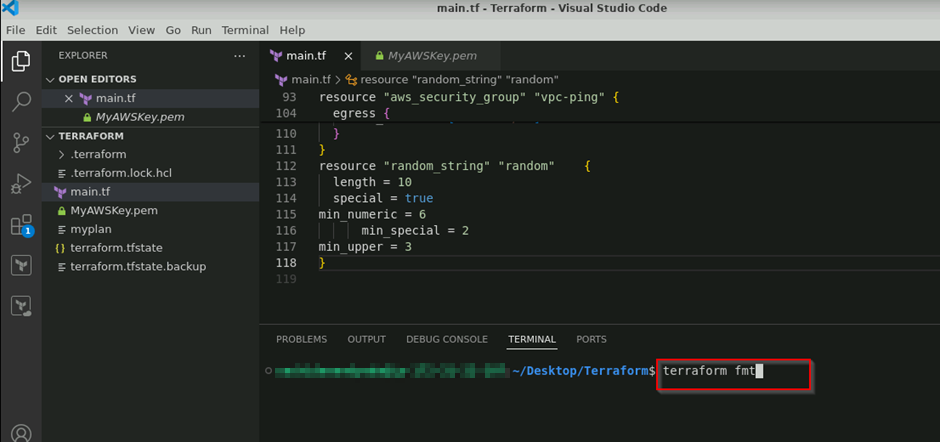 main.tf - Terraform - Visual Studio Code
File Edit Selection View Go Run Terminal Help
EXPLORER ···
OPEN EDITORS
main.tf
MyAWSKey.pem
TERRAFORM
.terraform
.terraform.lock.hcl
main.tf
MyAWSKey.pem
myplan
terraform.tfstate
terraform.tfstate.backup
1
main.tf MyAWSKey.pem
main.tf > resource "random_string" "random"
93 resource "aws_security_group" "vpc-ping" {
104 egress {
110 }
111 }
112 resource "random_string" "random" {
113 length = 10
114 special = true
115 min_numeric = 6
116 min_special = 2
117 min_upper = 3
118 }
119
PROBLEMS OUTPUT DEBUG CONSOLE TERMINAL PORTS
~/Desktop/Terraform$ terraform fmt